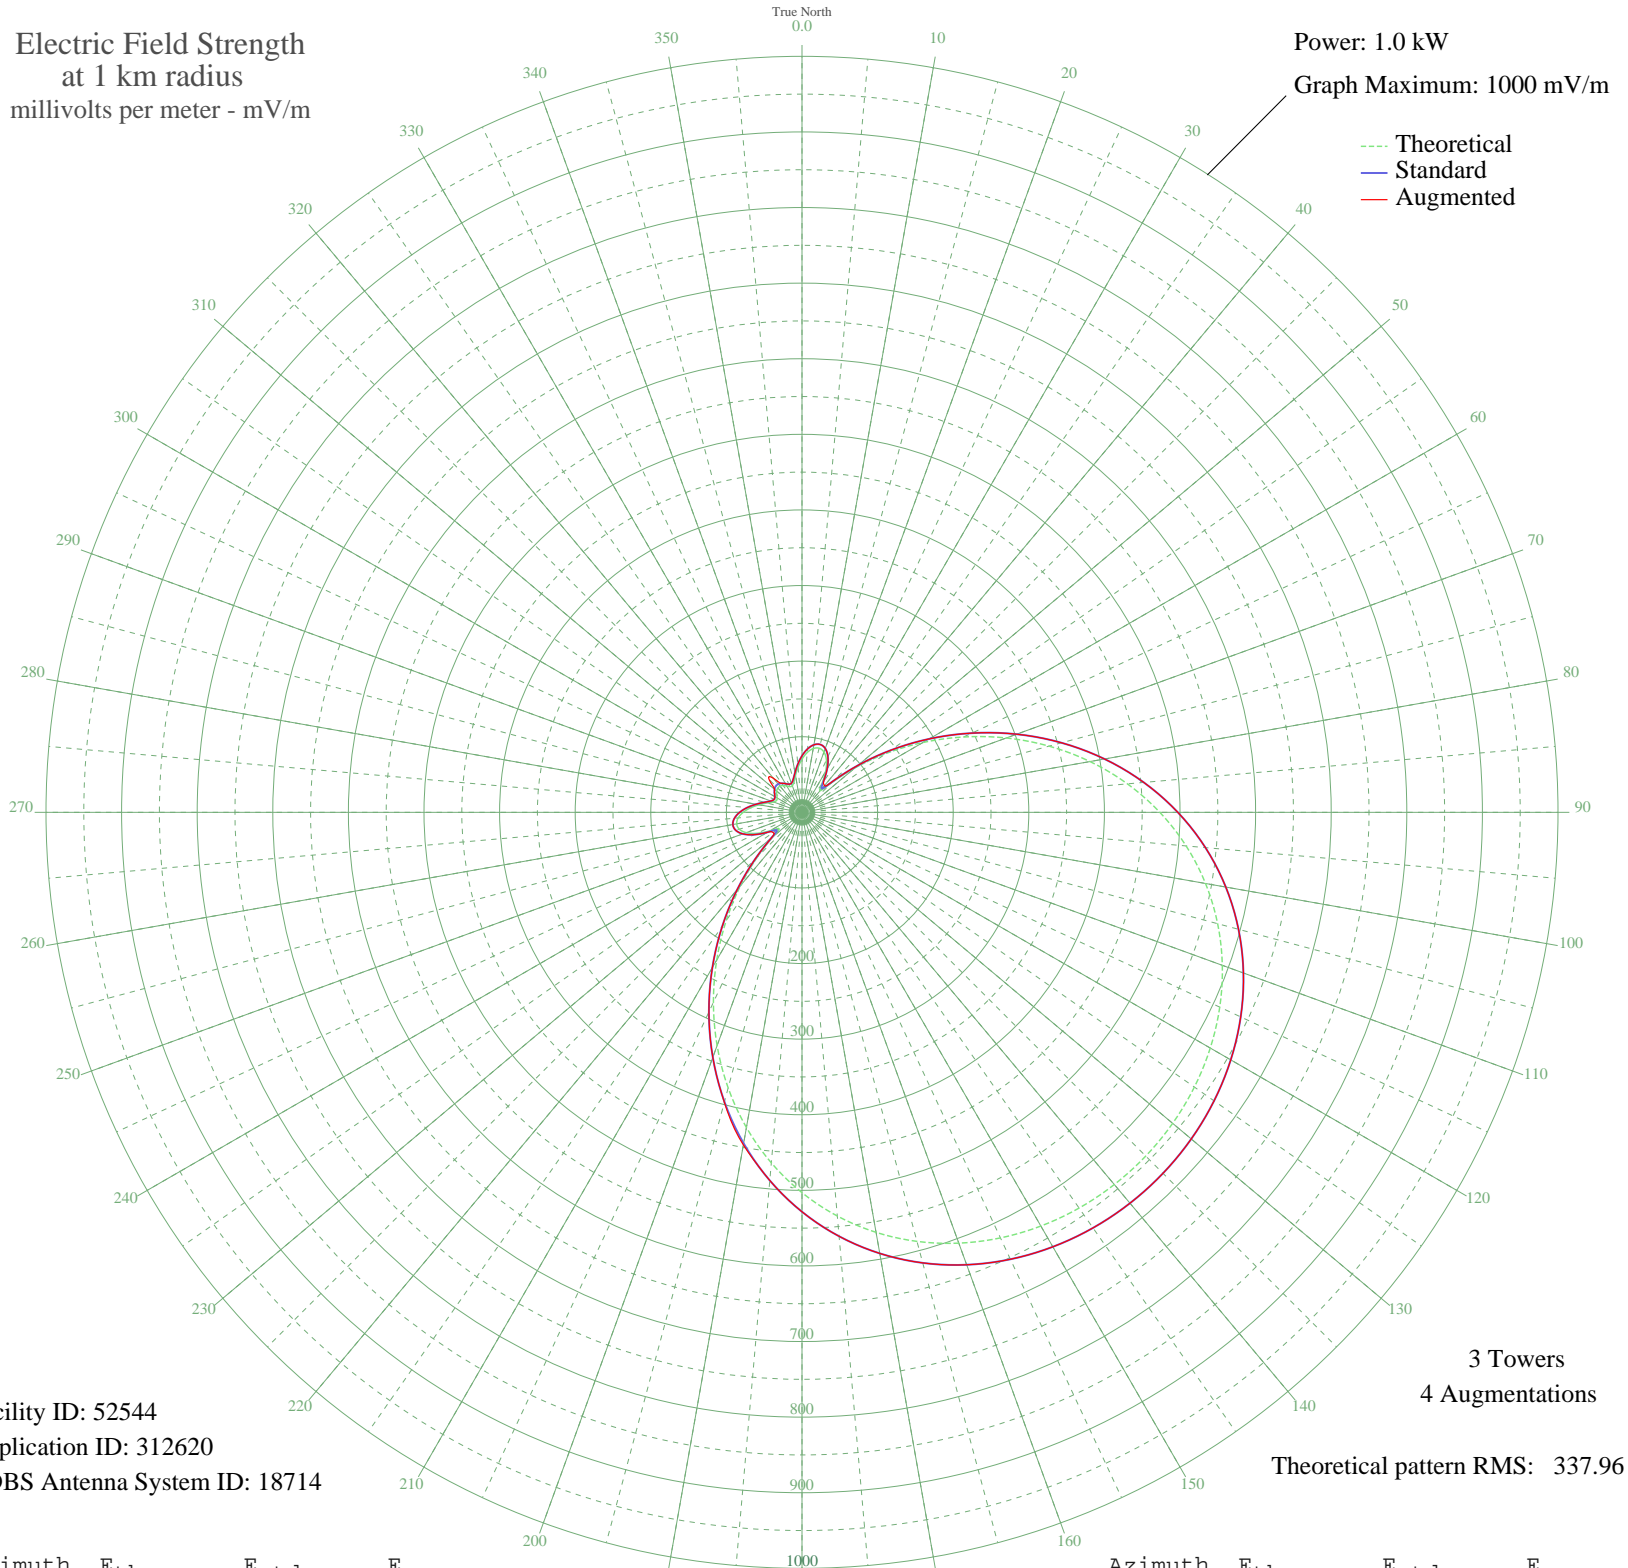 True North
0.0
Electric Field Strength
at 1 km radius
millivolts per meter - mV/m
Power: 1.0 kW
Graph Maximum: 1000 mV/m
Theoretical
Standard
Augmented
10
20
30
40
50
60
70
80
90
100
110
120
130
140
150
160
200
210
220
230
240
250
260
270
280
290
300
310
320
330
340
350
200
300
400
500
600
700
800
900
1000
3 Towers
4 Augmentations
Theoretical pattern RMS: 337.96
cility ID: 52544
plication ID: 312620
DBS Antenna System ID: 18714
imuth E E E
Azimuth E E E